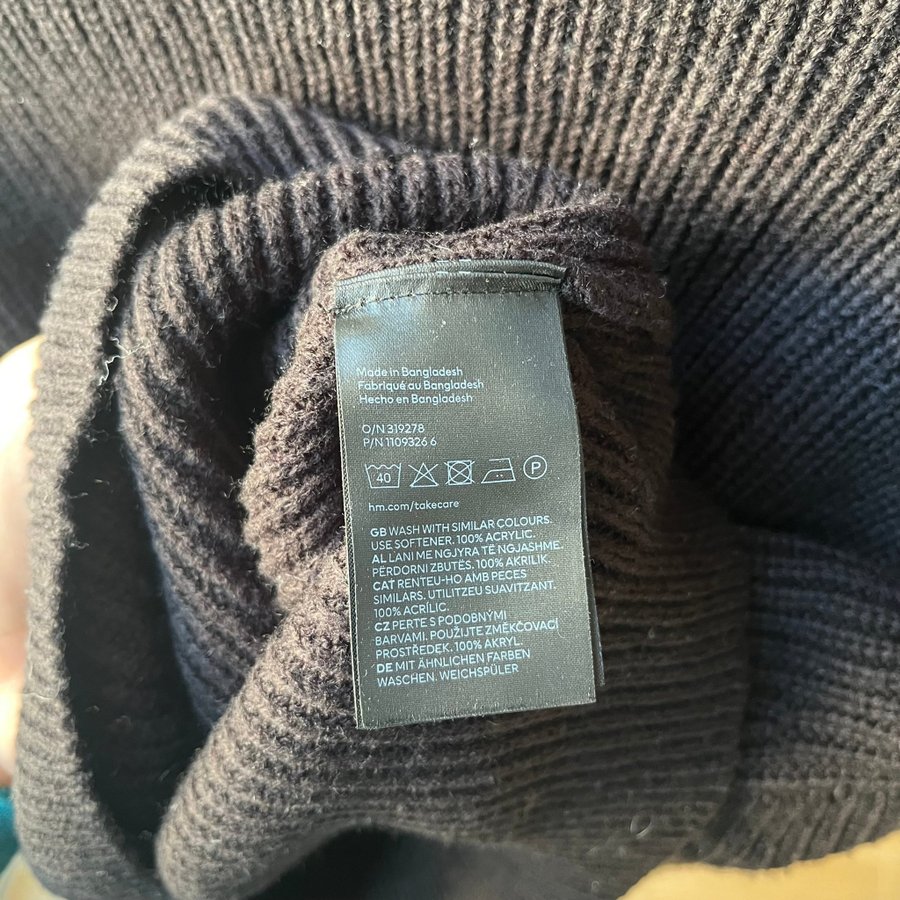 Made in Bangladesh
Fabriqué au Bangladesh
Hecho en Bangladesh
O/N 319278
P/N 1109326 6
40 P
hm.com/takecare
GB WASH WITH SIMILAR COLOURS.
USE SOFTENER. 100% ACRYLIC.
AL LANI ME NGJYRA TË NGJASHME.
PËRDORNI ZBUTËS. 100% AKRILIK.
CAT RENTEU-HO AMB PECES
SIMILARS. UTILITZEU SUAVITZANT.
100% ACRÍLIC.
CZ PERTE S PODOBNÝMI
BARVAMI. POUŽIJTE ZMĚKČOVACÍ
PROSTŘEDEK. 100% AKRYL.
DE MIT ÄHNLICHEN FARBEN
WASCHEN. WEICHSPÜLER